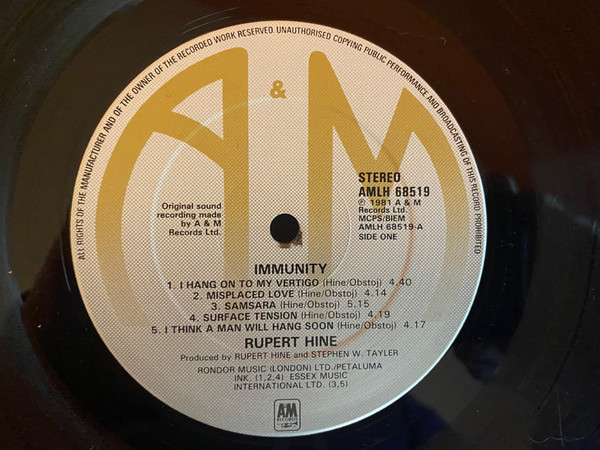 ALL RIGHTS OF THE MANUFACTURER AND OF THE OWNER OF THE RECORDED WORK RESERVED. UNAUTHORISED COPYING PUBLIC PERFORMANCE AND BROADCASTING OF THIS RECORD PROHIBITED
A & M
STEREO
AMLH 68519
Ⓟ 1981 A & M
Records Ltd.
MCPS/BIEM
AMLH 68519-A
SIDE ONE
Original sound
recording made
by A & M
Records Ltd.
IMMUNITY
1. I HANG ON TO MY VERTIGO (Hine/Obstoj) 4.40
2. MISPLACED LOVE (Hine/Obstoj) 4.14
3. SAMSARA (Hine/Obstoj) 5.15
4. SURFACE TENSION (Hine/Obstoj) 4.19
5. I THINK A MAN WILL HANG SOON (Hine/Obstoj) 4.17
RUPERT HINE
Produced by RUPERT HINE and STEPHEN W. TAYLER
RONDOR MUSIC (LONDON) LTD./PETALUMA
INK. (1,2,4) ESSEX MUSIC
INTERNATIONAL LTD. (3,5)
A&M
RECORDS